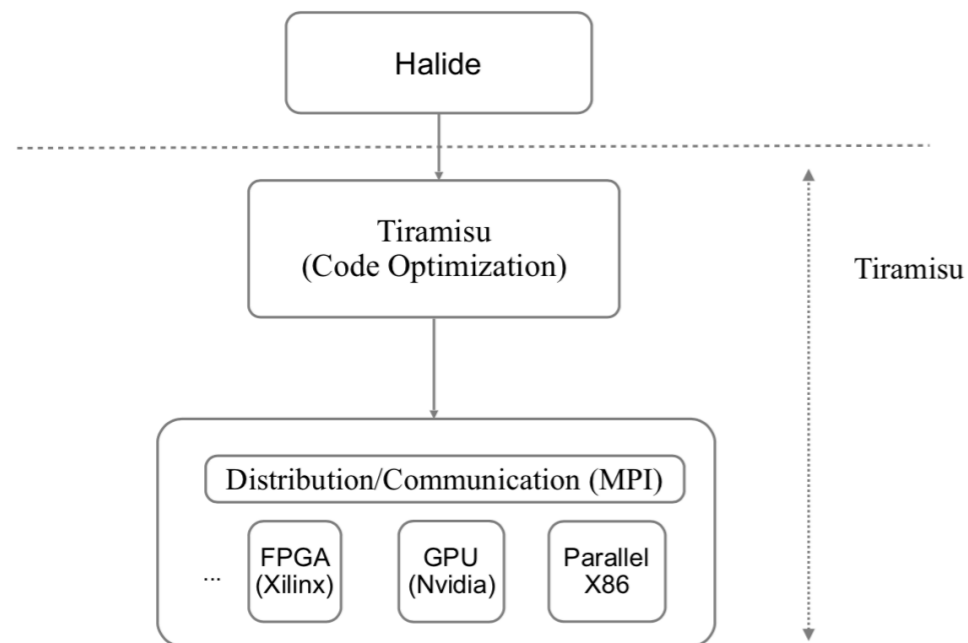 Halide
Tiramisu
(Code Optimization)
Tiramisu
Distribution/Communication (MPI)
...
FPGA
(Xilinx)
GPU
(Nvidia)
Parallel
X86